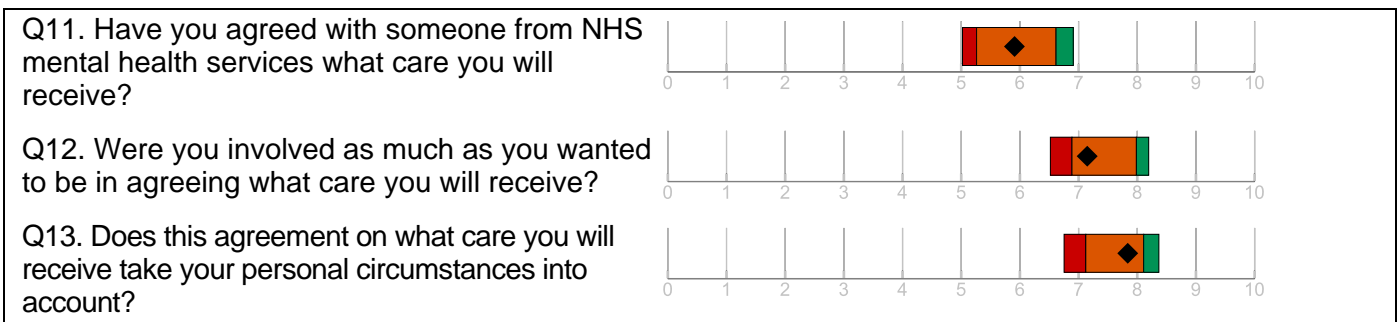 Q11. Have you agreed with someone from NHS
mental health services what care you will
receive?
0 1 2 3 4 5 6 7 8 9 10
Q12. Were you involved as much as you wanted
to be in agreeing what care you will receive?
0 1 2 3 4 5 6 7 8 9 10
Q13. Does this agreement on what care you will
receive take your personal circumstances into
account?
0 1 2 3 4 5 6 7 8 9 10